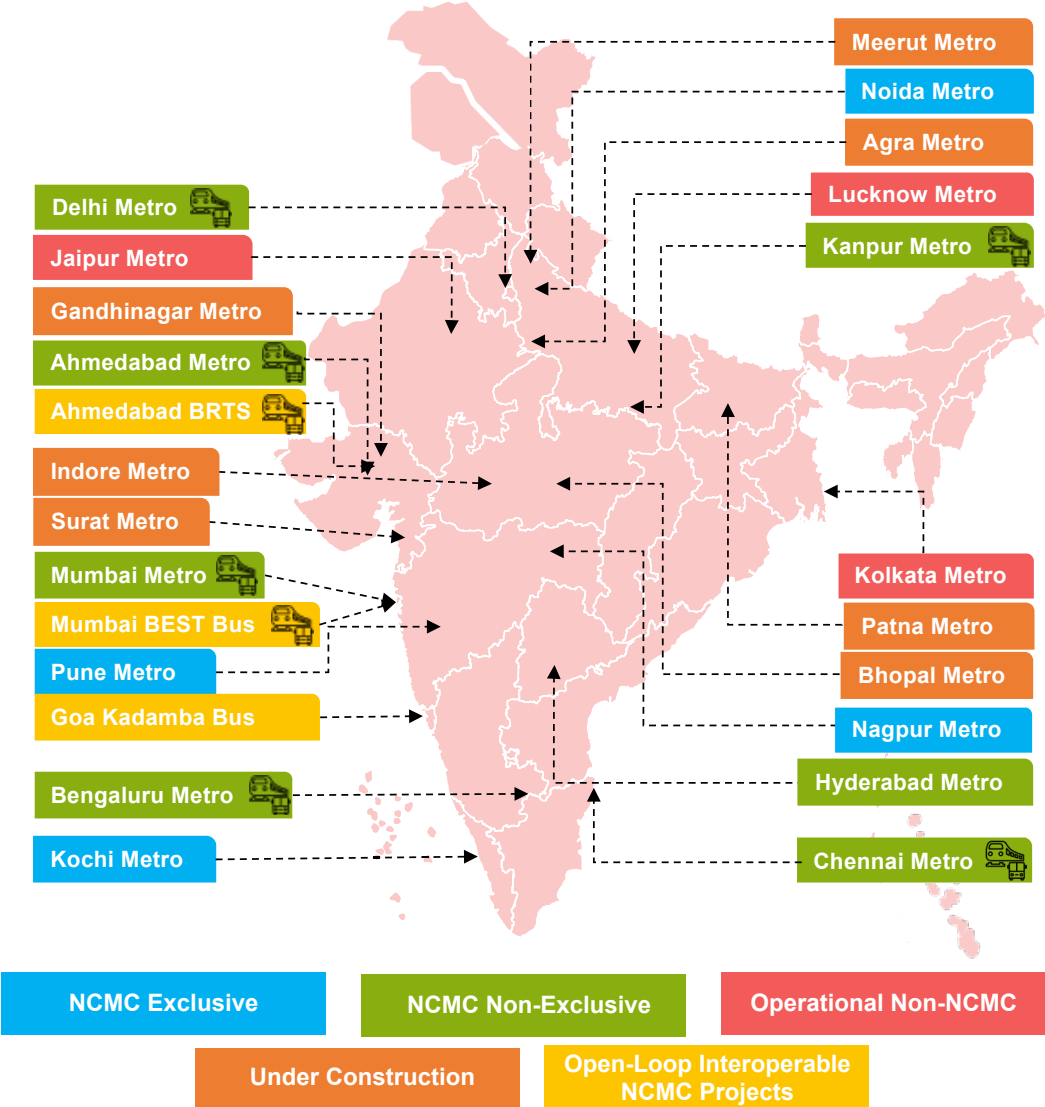 Meerut Metro
Noida Metro
Agra Metro
Lucknow Metro
Kanpur Metro
Delhi Metro
Jaipur Metro
Gandhinagar Metro
Ahmedabad Metro
Ahmedabad BRTS
Indore Metro
Surat Metro
Mumbai Metro
Mumbai BEST Bus
Pune Metro
Goa Kadamba Bus
Bengaluru Metro
Kochi Metro
Kolkata Metro
Patna Metro
Bhopal Metro
Nagpur Metro
Hyderabad Metro
Chennai Metro
NCMC Exclusive
NCMC Non-Exclusive
Operational Non-NCMC
Under Construction
Open-Loop Interoperable
NCMC Projects